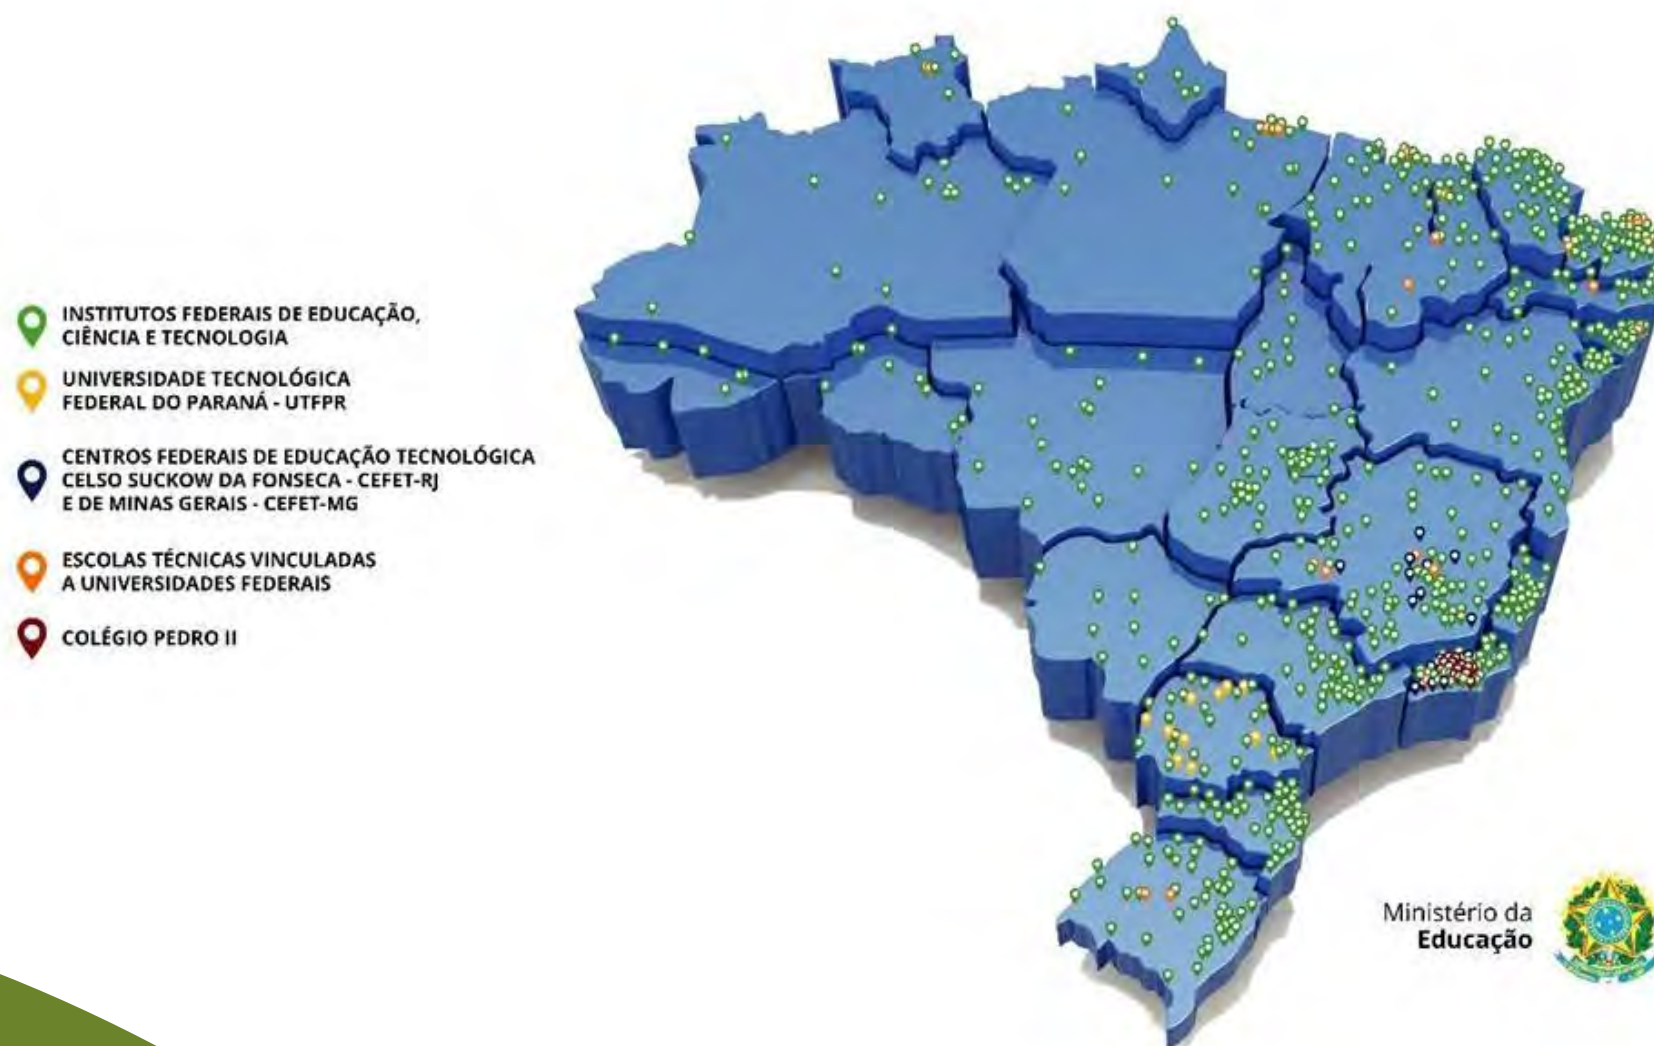 INSTITUTOS FEDERAIS DE EDUCAÇÃO,
CIÊNCIA E TECNOLOGIA
UNIVERSIDADE TECNOLÓGICA
FEDERAL DO PARANÁ - UTFPR
CENTROS FEDERAIS DE EDUCAÇÃO TECNOLÓGICA
CELSO SUCKOW DA FONSECA - CEFET-RJ
E DE MINAS GERAIS - CEFET-MG
ESCOLAS TÉCNICAS VINCULADAS
A UNIVERSIDADES FEDERAIS
COLÉGIO PEDRO II
Ministério da
Educação